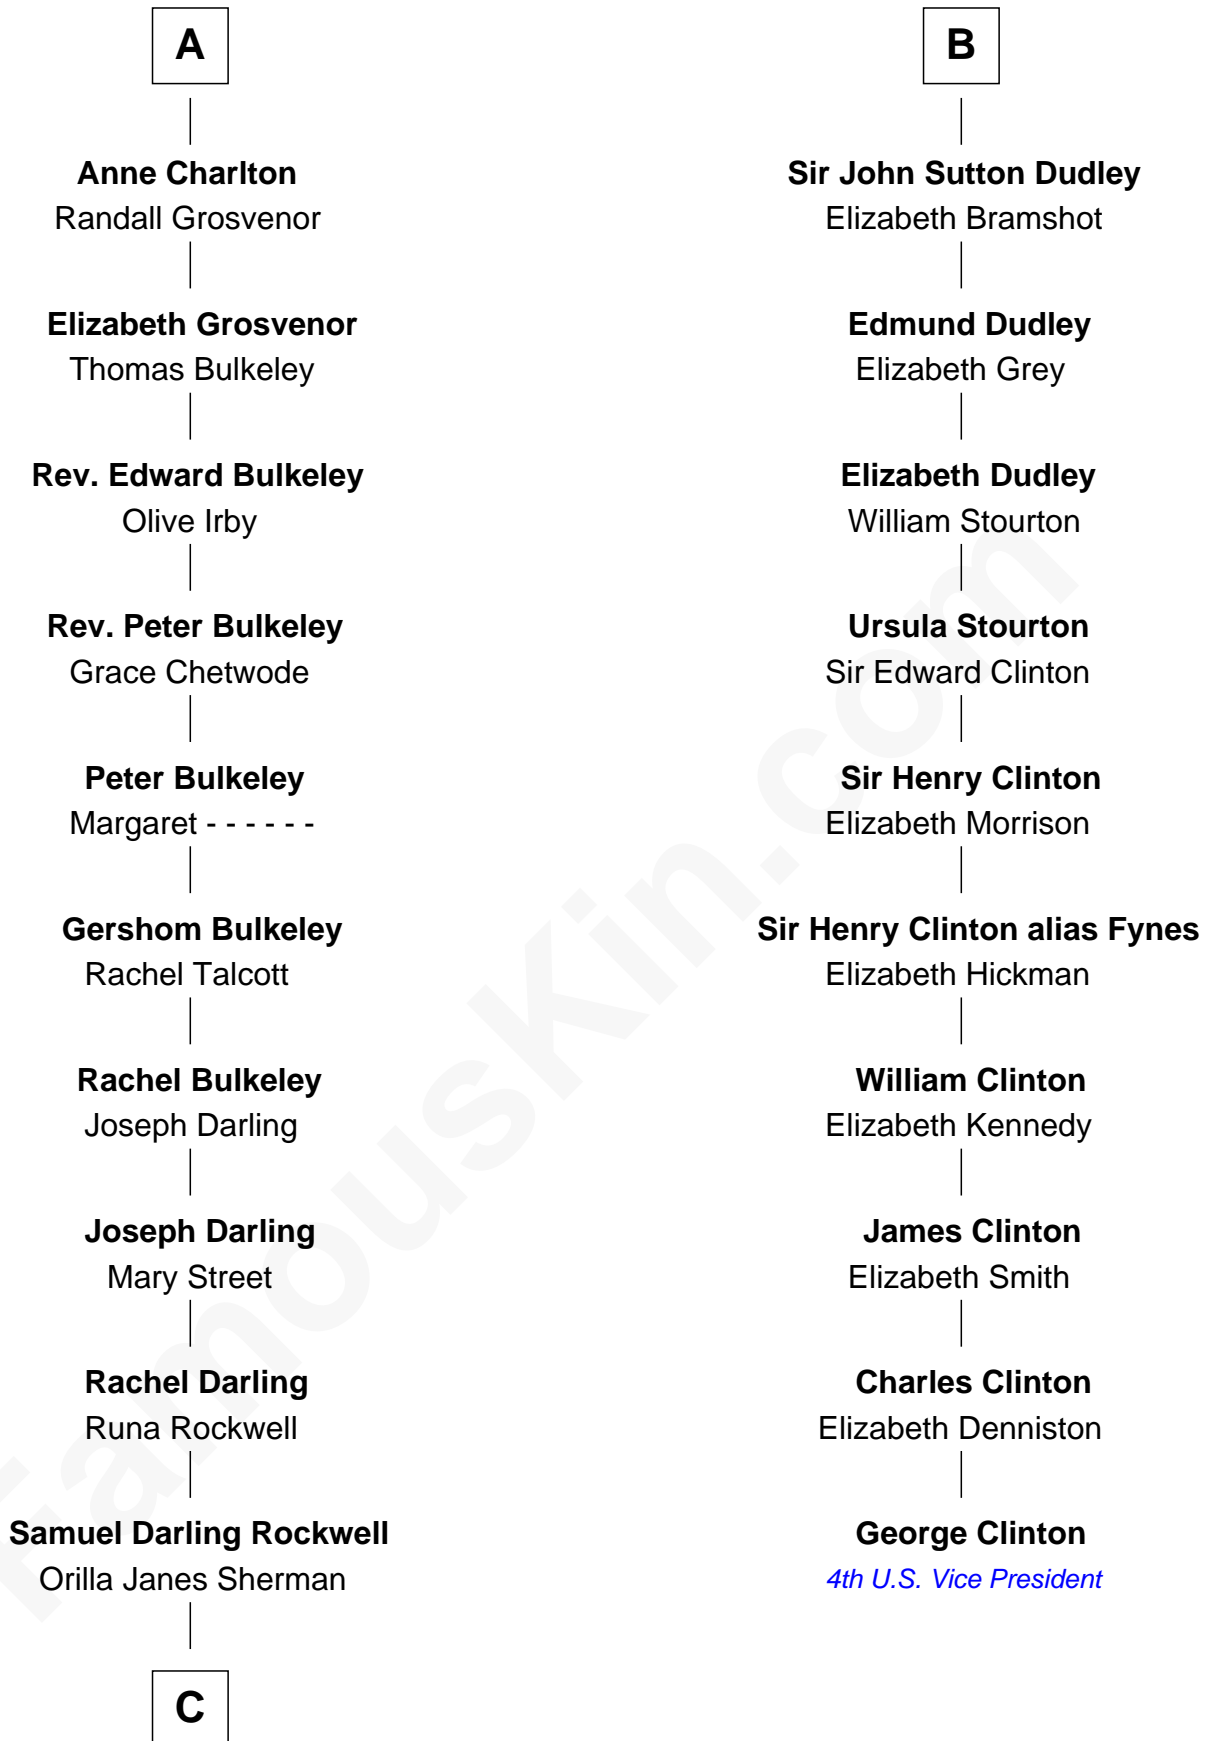 A
Anne Charlton
Randall Grosvenor
Elizabeth Grosvenor
Thomas Bulkeley
Rev. Edward Bulkeley
Olive Irby
Rev. Peter Bulkeley
Grace Chetwode
Peter Bulkeley
Margaret - - - - - -
Gershom Bulkeley
Rachel Talcott
Rachel Bulkeley
Joseph Darling
Joseph Darling
Mary Street
Rachel Darling
Runa Rockwell
Samuel Darling Rockwell
Orilla Janes Sherman
C
B
Sir John Sutton Dudley
Elizabeth Bramshot
Edmund Dudley
Elizabeth Grey
Elizabeth Dudley
William Stourton
Ursula Stourton
Sir Edward Clinton
Sir Henry Clinton
Elizabeth Morrison
Sir Henry Clinton alias Fynes
Elizabeth Hickman
William Clinton
Elizabeth Kennedy
James Clinton
Elizabeth Smith
Charles Clinton
Elizabeth Denniston
George Clinton
4th U.S. Vice President
FamousKin.com